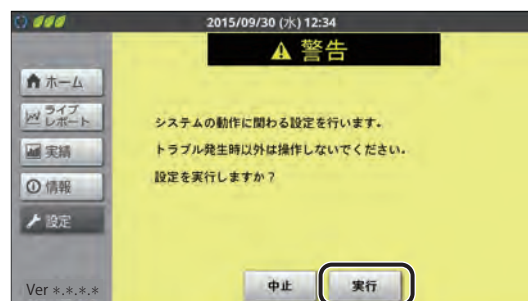 2015/09/30 (水) 12:34
警告
ホーム
ライブ
レポート
実績
情報
設定
システムの動作に関わる設定を行います。
トラブル発生時以外は操作しないでください。
設定を実行しますか？
中止
実行
Ver *.*.*.*